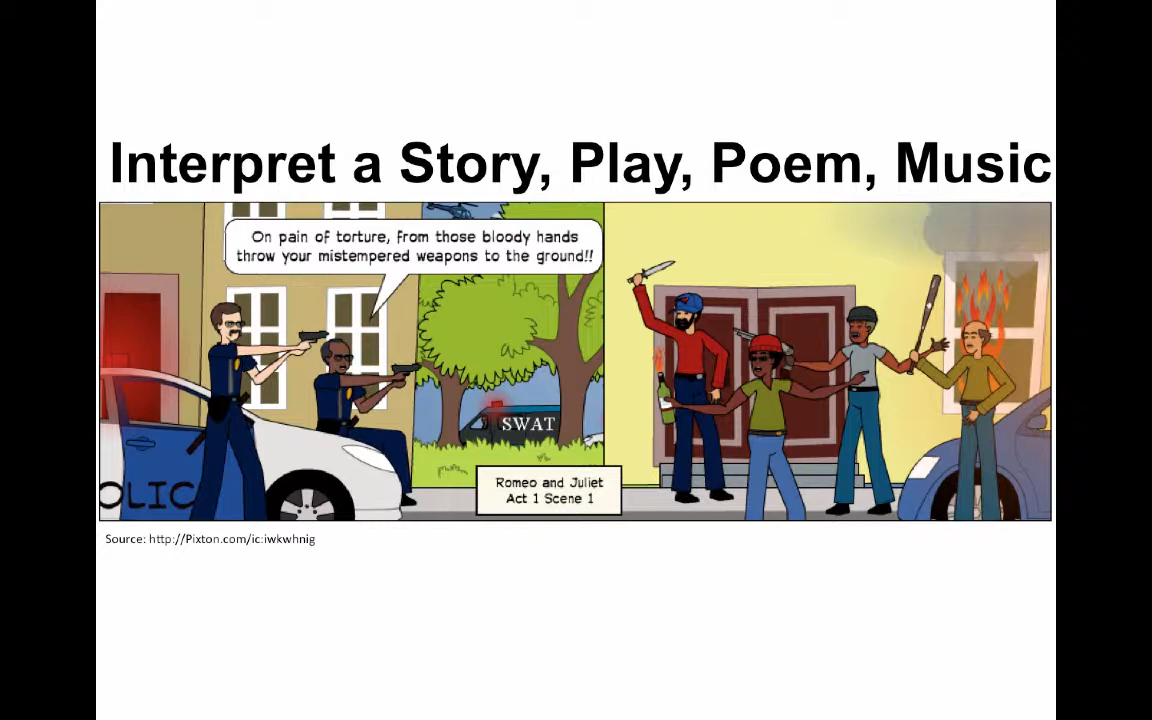 Interpret a Story, Play, Poem, Music
On pain of torture, from those bloody hands
throw your mistempered weapons to the ground!!
SWAT
OLIC
Romeo and Juliet
Act 1 Scene 1
Source: http://Pixton.com/ic:iwkwhnig